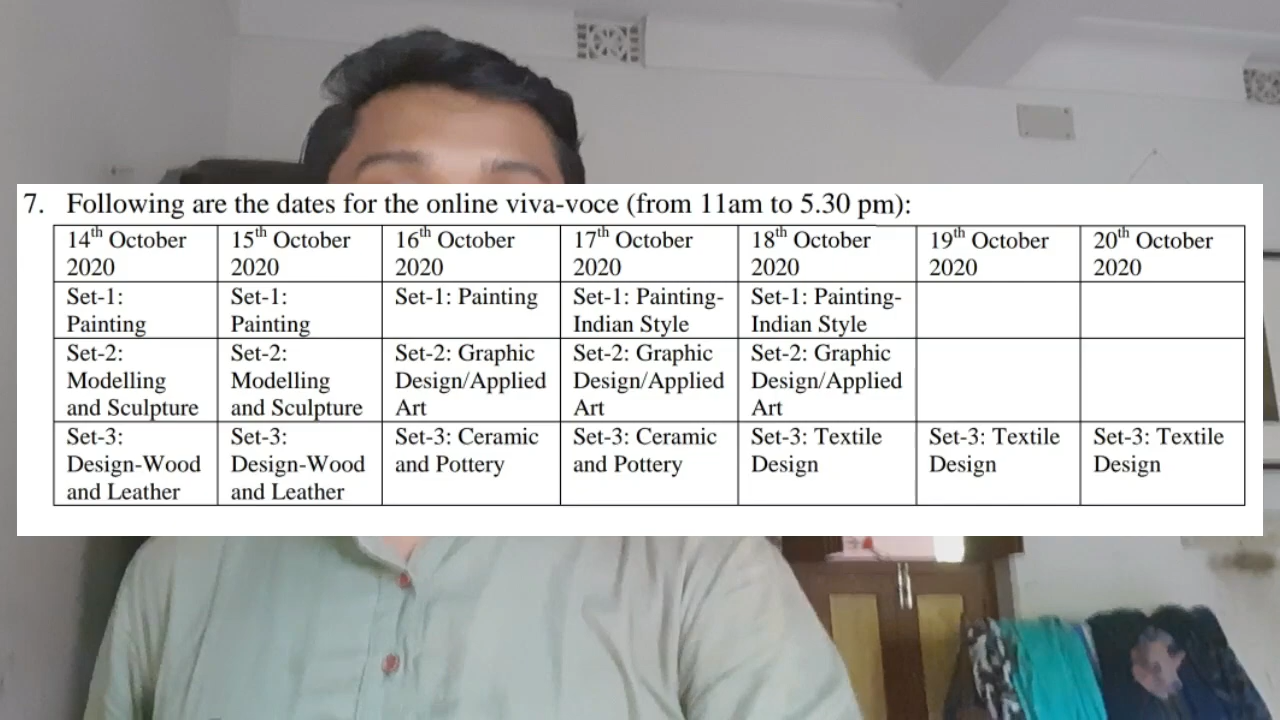 7. Following are the dates for the online viva-voce (from 11am to 5.30 pm):
14th October 2020
15th October 2020
16th October 2020
17th October 2020
18th October 2020
19th October 2020
20th October 2020
Set-1: Painting
Set-1: Painting
Set-1: Painting
Set-1: Painting-Indian Style
Set-1: Painting-Indian Style
Set-2: Modelling and Sculpture
Set-2: Modelling and Sculpture
Set-2: Graphic Design/Applied Art
Set-2: Graphic Design/Applied Art
Set-2: Graphic Design/Applied Art
Set-3: Design-Wood and Leather
Set-3: Design-Wood and Leather
Set-3: Ceramic and Pottery
Set-3: Ceramic and Pottery
Set-3: Textile Design
Set-3: Textile Design
Set-3: Textile Design